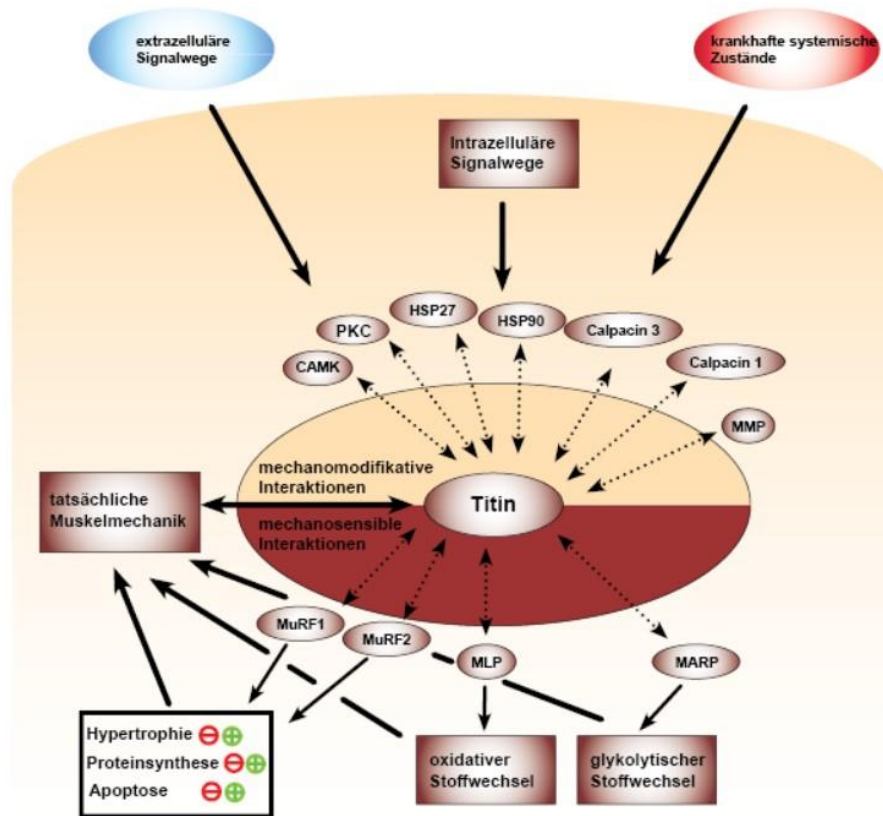 extrazelluläre
Signalwege
krankhafte systemische
Zustände
Intrazelluläre
Signalwege
HSP27
HSP90
PKC
Calpacin 3
CAMK
Calpacin 1
MMP
mechanomodifikative
Interaktionen
Titin
tatsächliche
Muskelmechanik
mechanosensible
Interaktionen
MuRF1
MuRF2
MLP
MARP
Hypertrophie
Proteinsynthese
Apoptose
oxidativer
Stoffwechsel
glykolytischer
Stoffwechsel